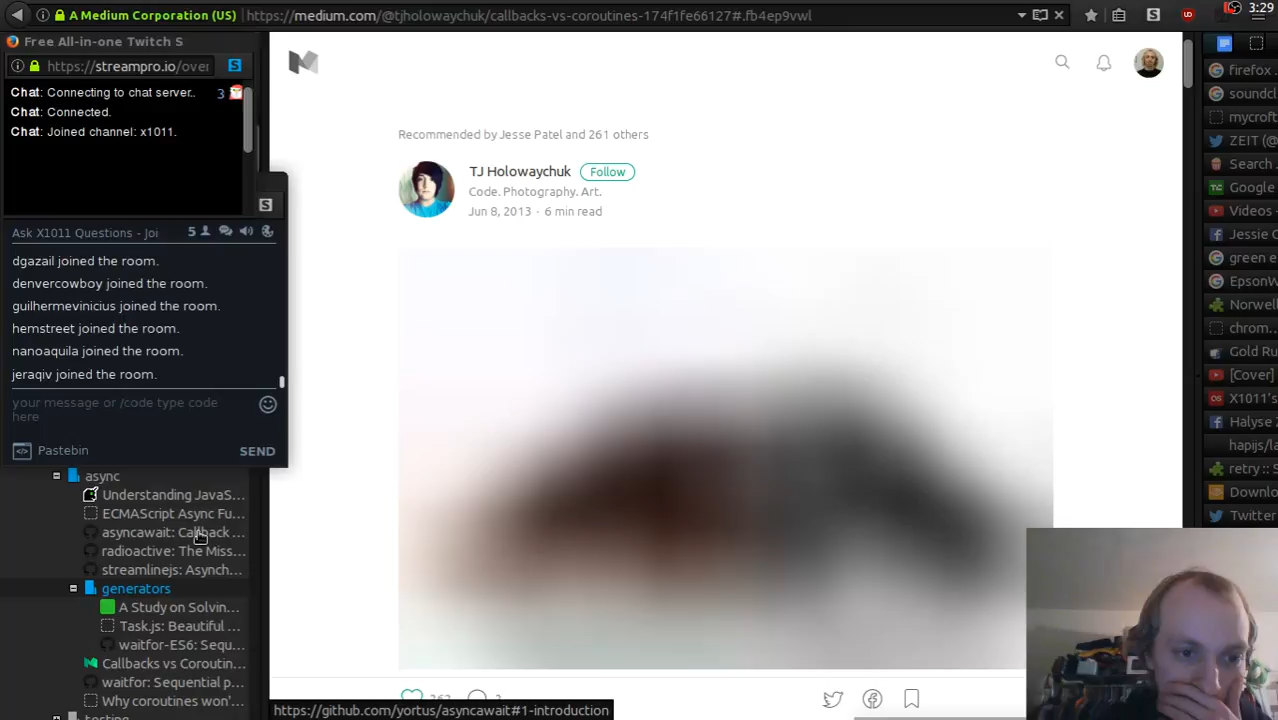 A Medium Corporation (US)
https://medium.com/@tjholowaychuk/callbacks-vs-coroutines-174f1fe66127#.fb4ep9vwl
3:29
Free All-in-one Twitch S
https://streampro.io/over
Chat: Connecting to chat server..
3
Chat: Connected.
Chat: Joined channel: x1011.
Ask X1011 Questions - Joi
5
dgazail joined the room.
denvercowboy joined the room.
guilhermevinicius joined the room.
hemstreet joined the room.
nanoaquila joined the room.
jeraqiv joined the room.
your message or /code type code
here
Pastebin
SEND
async
Understanding JavaS...
ECMAScript Async Fu...
asyncawait: Callback ...
radioactive: The Miss...
streamlinejs: Asynch...
generators
A Study on Solvin...
Task.js: Beautiful ...
waitfor-ES6: Sequ...
Callbacks vs Coroutin...
waitfor: Sequential p...
Why coroutines won'...
testing
Recommended by Jesse Patel and 261 others
TJ Holowaychuk
Follow
Code. Photography. Art.
Jun 8, 2013 · 6 min read
https://github.com/yortus/asyncawait#1-introduction
firefox
soundcl
mycroft
ZEIT (@
Search
Google
Videos
Jessie C
green e
EpsonW
Norwell
chrom...
Gold Ru
[Cover]
X1011's
Halyse
hapijs/la
retry :: S
Downlo
Twitter